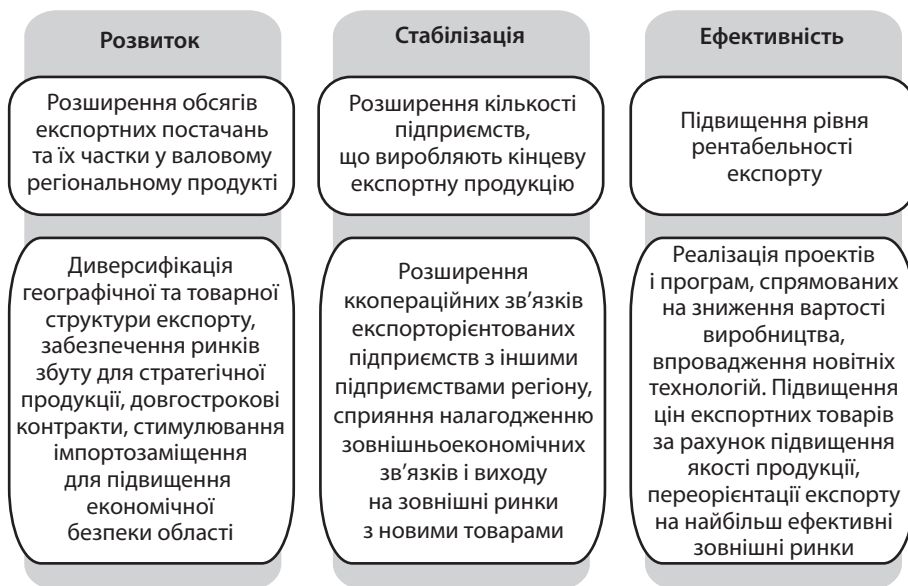 Розвиток
Розширення обсягів
експортних постачань
та їх частки у валовому
регіональному продукті
Диверсифікація
географічної та товарної
структури експорту,
забезпечення ринків
збуту для стратегічної
продукції, довгострокові
контракти, стимулювання
імпортозаміщення
для підвищення
економічної
безпеки області
Стабілізація
Розширення кількості
підприємств,
що виробляють кінцеву
експортну продукцію
Розширення
ккопераційних зв’язків
експорторієнтованих
підприємств з іншими
підприємствами регіону,
сприяння налагодженню
зовнішньоекономічних
зв’язків і виходу
на зовнішні ринки
з новими товарами
Ефективність
Підвищення рівня
рентабельності
експорту
Реалізація проектів
і програм, спрямованих
на зниження вартості
виробництва,
впровадження новітніх
технологій. Підвищення
цін експортних товарів
за рахунок підвищення
якості продукції,
переорієнтації експорту
на найбільш ефективні
зовнішні ринки